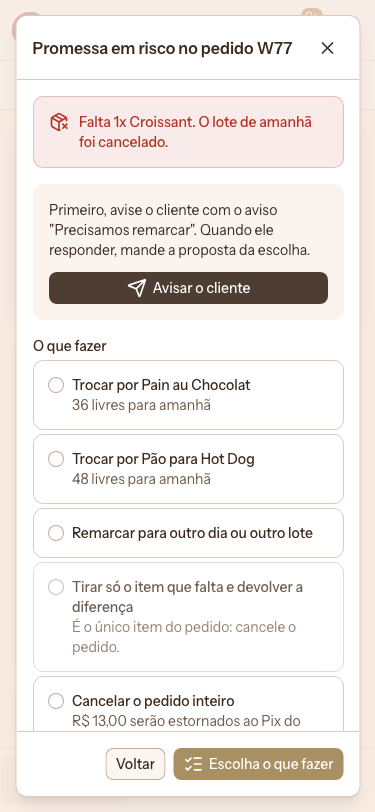 Promessa em risco no pedido W77
Falta 1x Croissant. O lote de amanhã
foi cancelado.
Primeiro, avise o cliente com o aviso
"Precisamos remarcar". Quando ele
responder, mande a proposta da escolha.
Avisar o cliente
O que fazer
Trocar por Pain au Chocolat
36 livres para amanhã
Trocar por Pão para Hot Dog
48 livres para amanhã
Remarcar para outro dia ou outro lote
Tirar só o item que falta e devolver a
diferença
É o único item do pedido: cancele o
pedido.
Cancelar o pedido inteiro
R$ 13,00 serão estornados ao Pix do
Voltar
Escolha o que fazer